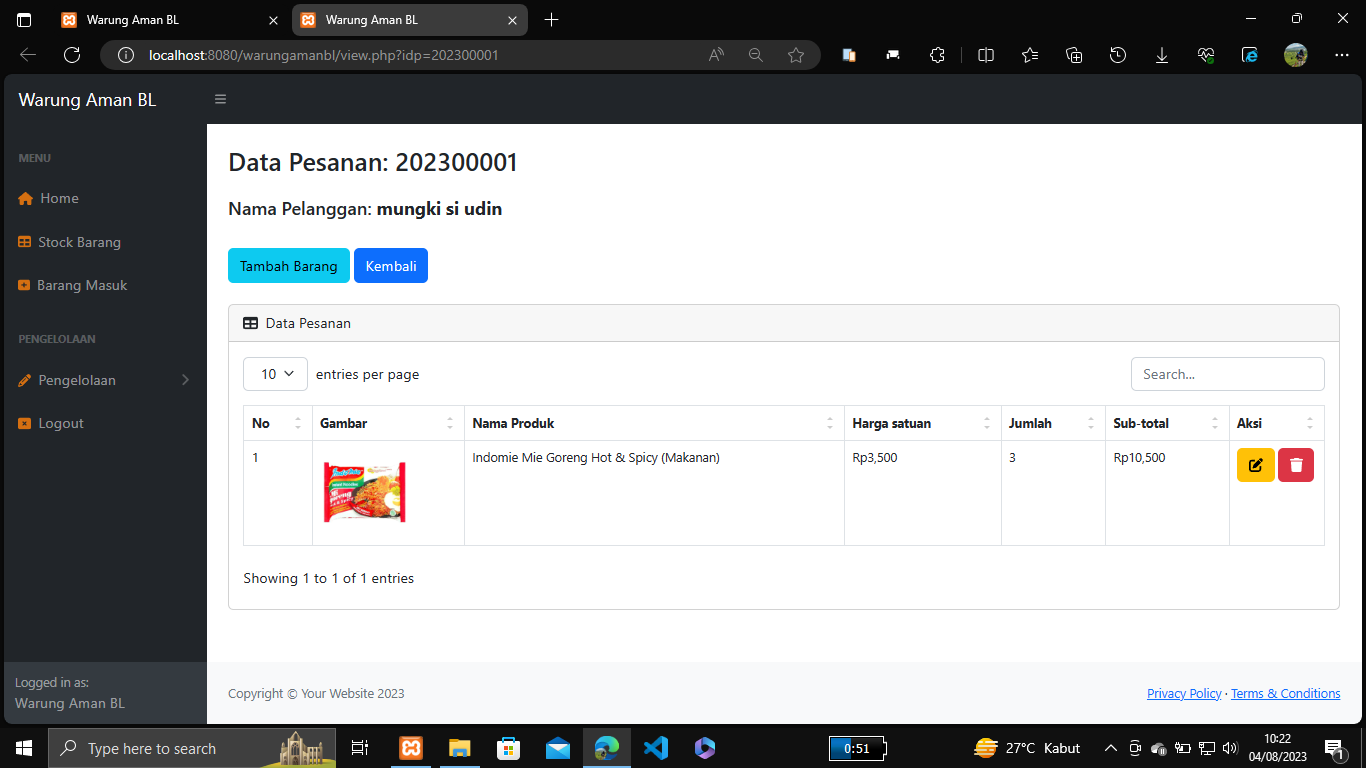 Warung Aman BL
Warung Aman BL
localhost:8080/warungamanbl/view.php?idp=202300001
Warung Aman BL
MENU
Home
Stock Barang
Barang Masuk
PENGELOLAAN
Pengelolaan
Logout
Logged in as:
Warung Aman BL
Data Pesanan: 202300001
Nama Pelanggan: mungki si udin
Tambah Barang Kembali
Data Pesanan
10 entries per page Search...
No Gambar Nama Produk Harga satuan Jumlah Sub-total Aksi
1 Indomie Mie Goreng Hot & Spicy (Makanan) Rp3,500 3 Rp10,500
Showing 1 to 1 of 1 entries
Copyright © Your Website 2023 Privacy Policy · Terms & Conditions
Type here to search
0:51
27°C Kabut
10:22
04/08/2023
1